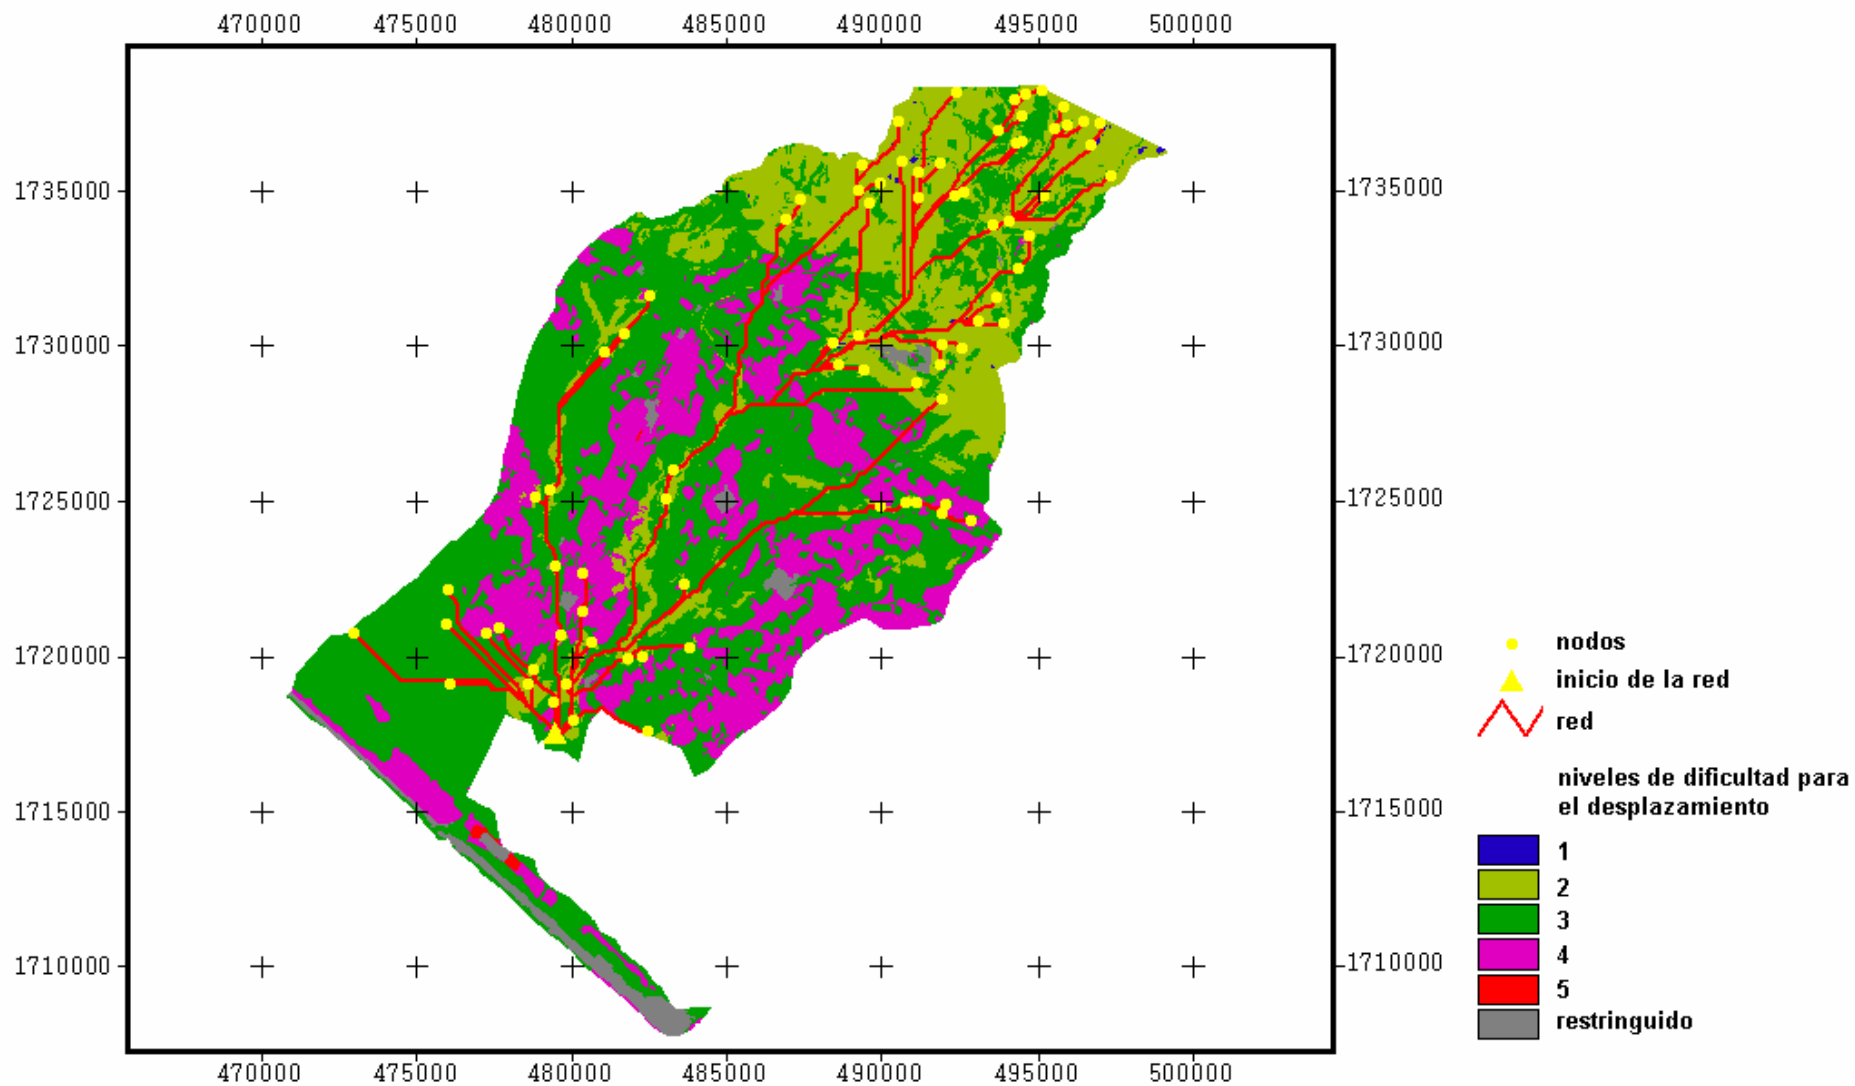 470000 475000 480000 485000 490000 495000 500000
1735000 1735000
1730000 1730000
1725000 1725000
1720000 1720000
1715000 1715000
1710000 1710000
470000 475000 480000 485000 490000 495000 500000
nodos
inicio de la red
red
niveles de dificultad para
el desplazamiento
1
2
3
4
5
restringuido